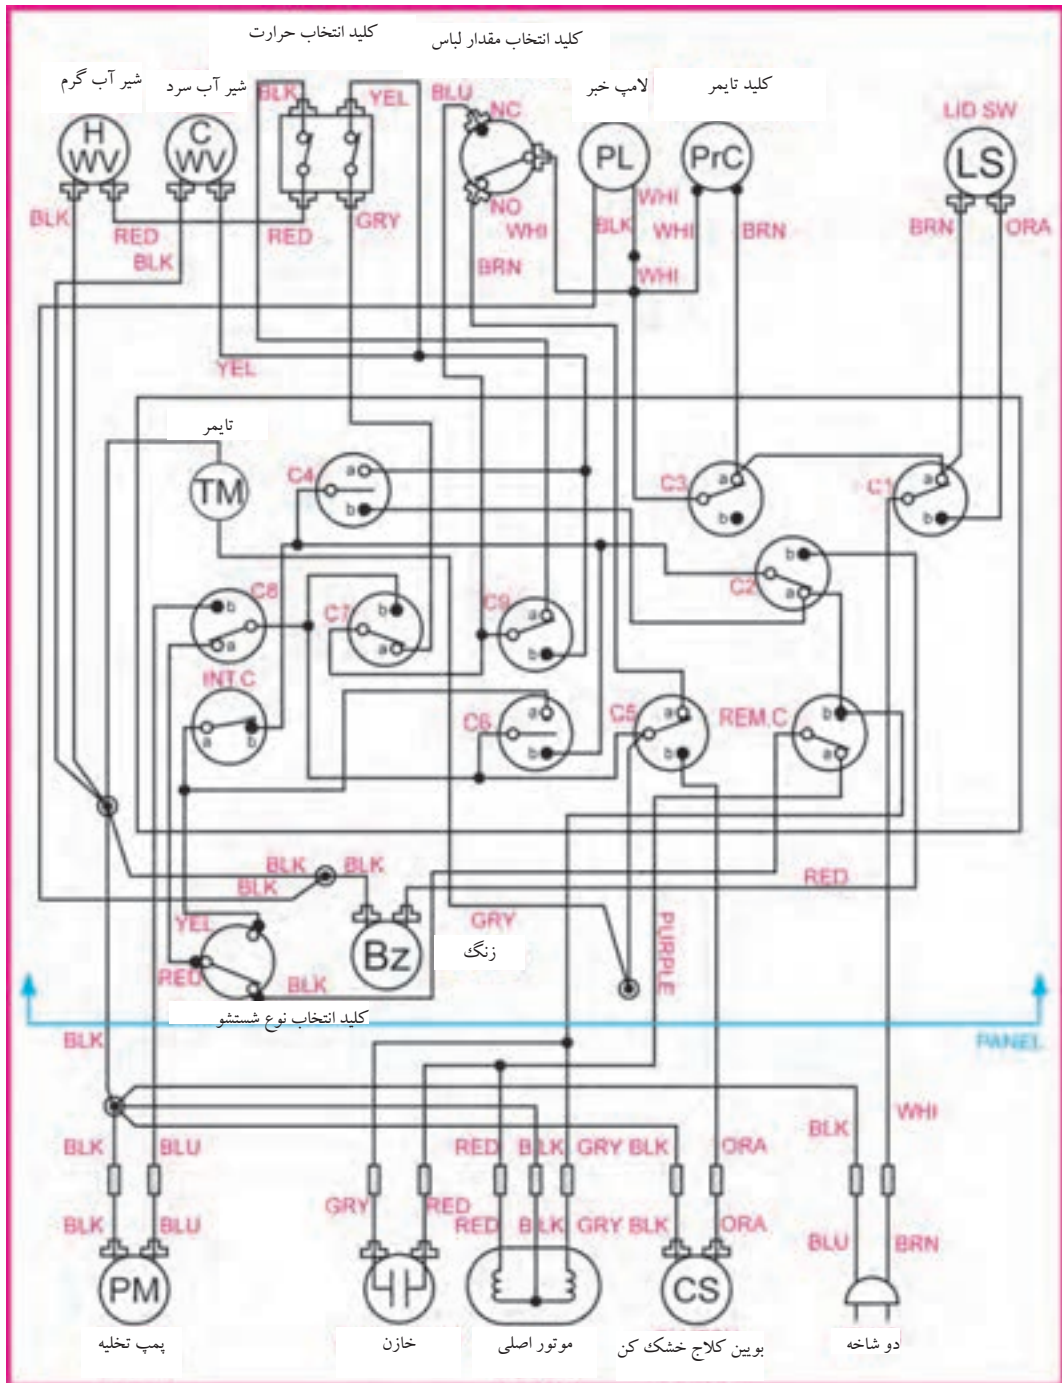 کلید انتخاب حرارت
کلید انتخاب مقدار لباس
شیر آب گرم
شیر آب سرد
لامپ خبر
کلید تایمر
BLK
YEL
BLU
NC
LID SW
H WV
C WV
PL
PrC
LS
NO
BLK
RED
RED
GRY
WHI
BLK
WHI
WHI
BRN
BRN
ORA
BLK
BRN
WHI
YEL
تایمر
TM
C4
a
b
C3
a
b
C1
a
b
C2
b
a
C8
b
a
C7
b
a
C9
a
b
INT.C
a
b
C6
a
b
C5
a
b
REM.C
b
a
BLK
BLK
BLK
RED
YEL
Bz
زنگ
GRY
PURPLE
RED
BLK
کلید انتخاب نوع شستشو
BLK
PANEL
WHI
BLK
BLK
BLU
RED
BLK
GRY
BLK
ORA
GRY
RED
BLK
BLU
RED
BLK
GRY
BLK
ORA
BLU
BRN
PM
CS
پمپ تخلیه
خازن
موتور اصلی
بویین کلاج خشک کن
دو شاخه